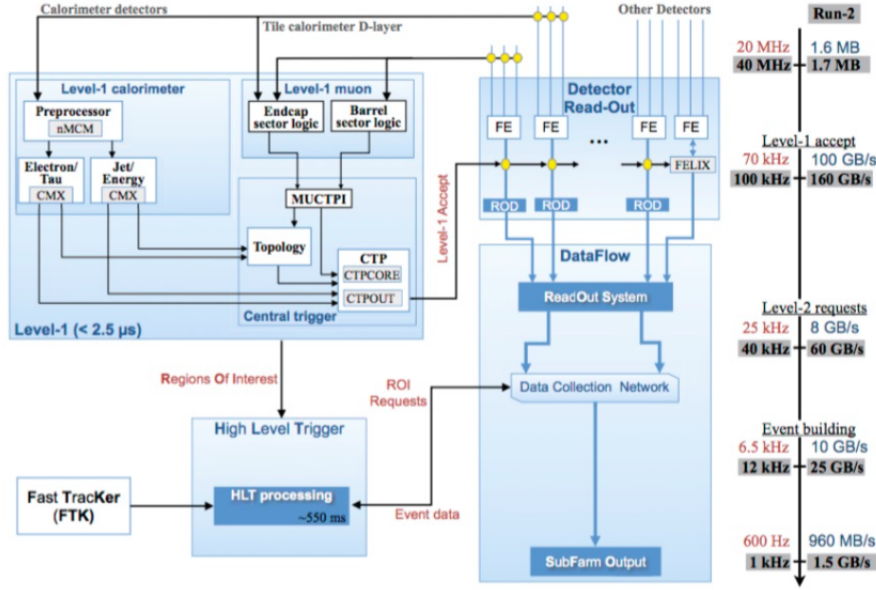 Calorimeter detectors
Tile calorimeter D-layer
Other Detectors
Run-2
Level-1 calorimeter
Preprocessor
nMCM
Electron/
Tau
CMX
Jet/
Energy
CMX
Level-1 muon
Endcap
sector logic
Barrel
sector logic
MUCTPI
Topology
CTP
CTPCORE
CTPOUT
Central trigger
Level-1 (< 2.5 µs)
Level-1 Accept
Detector
Read-Out
FE
FE
FE
FE
...
FELIX
ROD
ROD
ROD
DataFlow
ReadOut System
Data Collection Network
SubFarm Output
Regions Of Interest
ROI
Requests
High Level Trigger
HLT processing
~550 ms
Event data
Fast TracKer
(FTK)
20 MHz 1.6 MB
40 MHz 1.7 MB
Level-1 accept
70 kHz 100 GB/s
100 kHz 160 GB/s
Level-2 requests
25 kHz 8 GB/s
40 kHz 60 GB/s
Event building
6.5 kHz 10 GB/s
12 kHz 25 GB/s
600 Hz 960 MB/s
1 kHz 1.5 GB/s